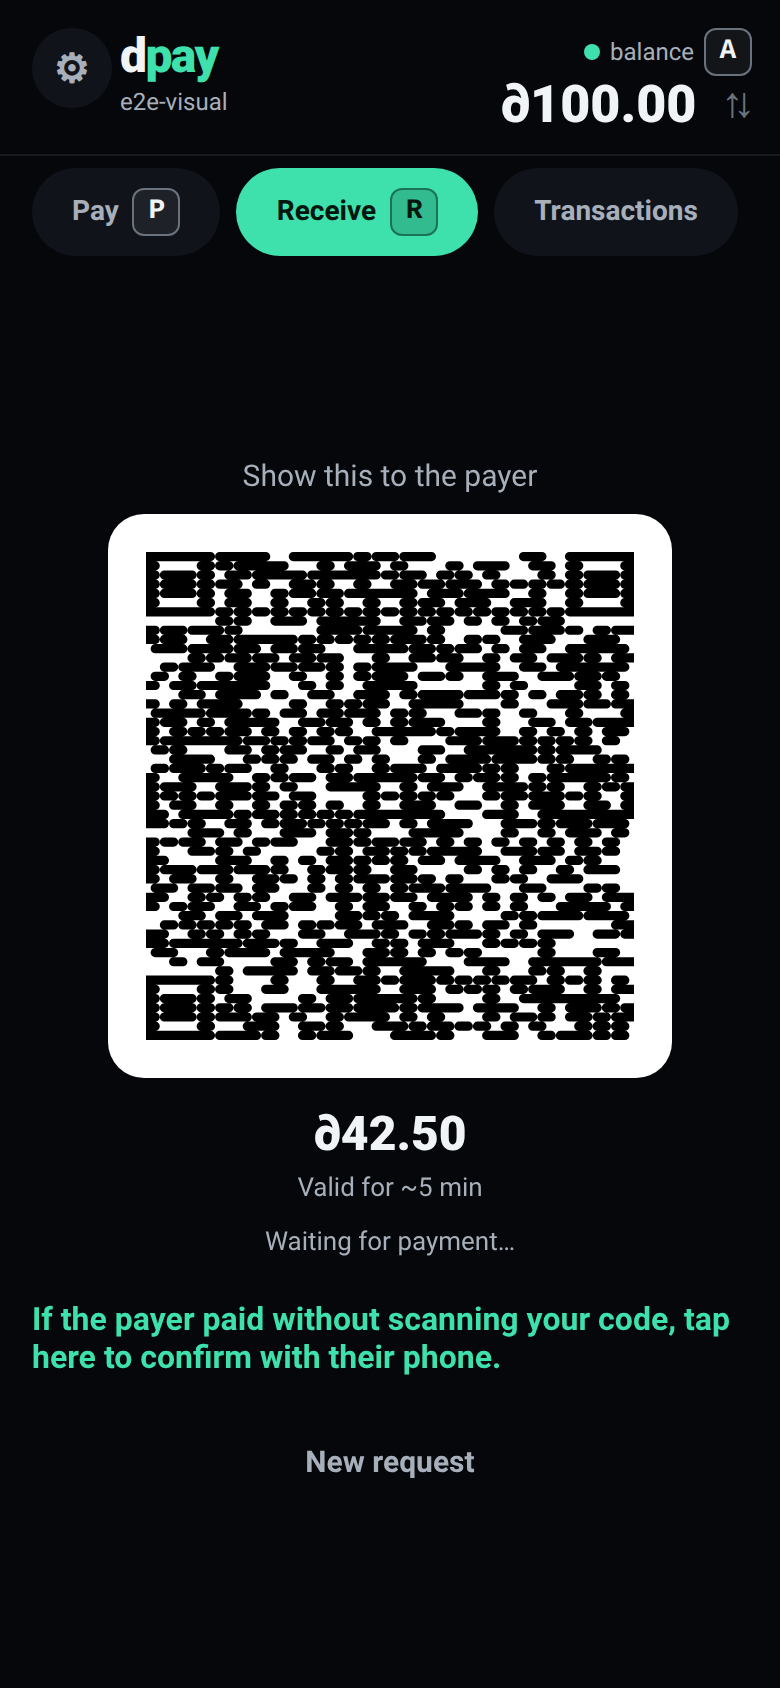 dpay
e2e-visual
balance A
∂100.00
Pay P
Receive R
Transactions
Show this to the payer
∂42.50
Valid for ~5 min
Waiting for payment…
If the payer paid without scanning your code, tap
here to confirm with their phone.
New request